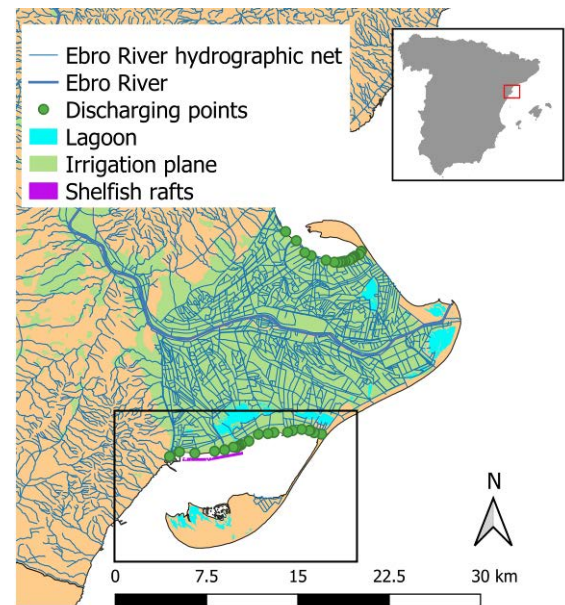 Ebro River hydrographic net
Ebro River
Discharging points
Lagoon
Irrigation plane
Shelfish rafts
N
0 7.5 15 22.5 30 km